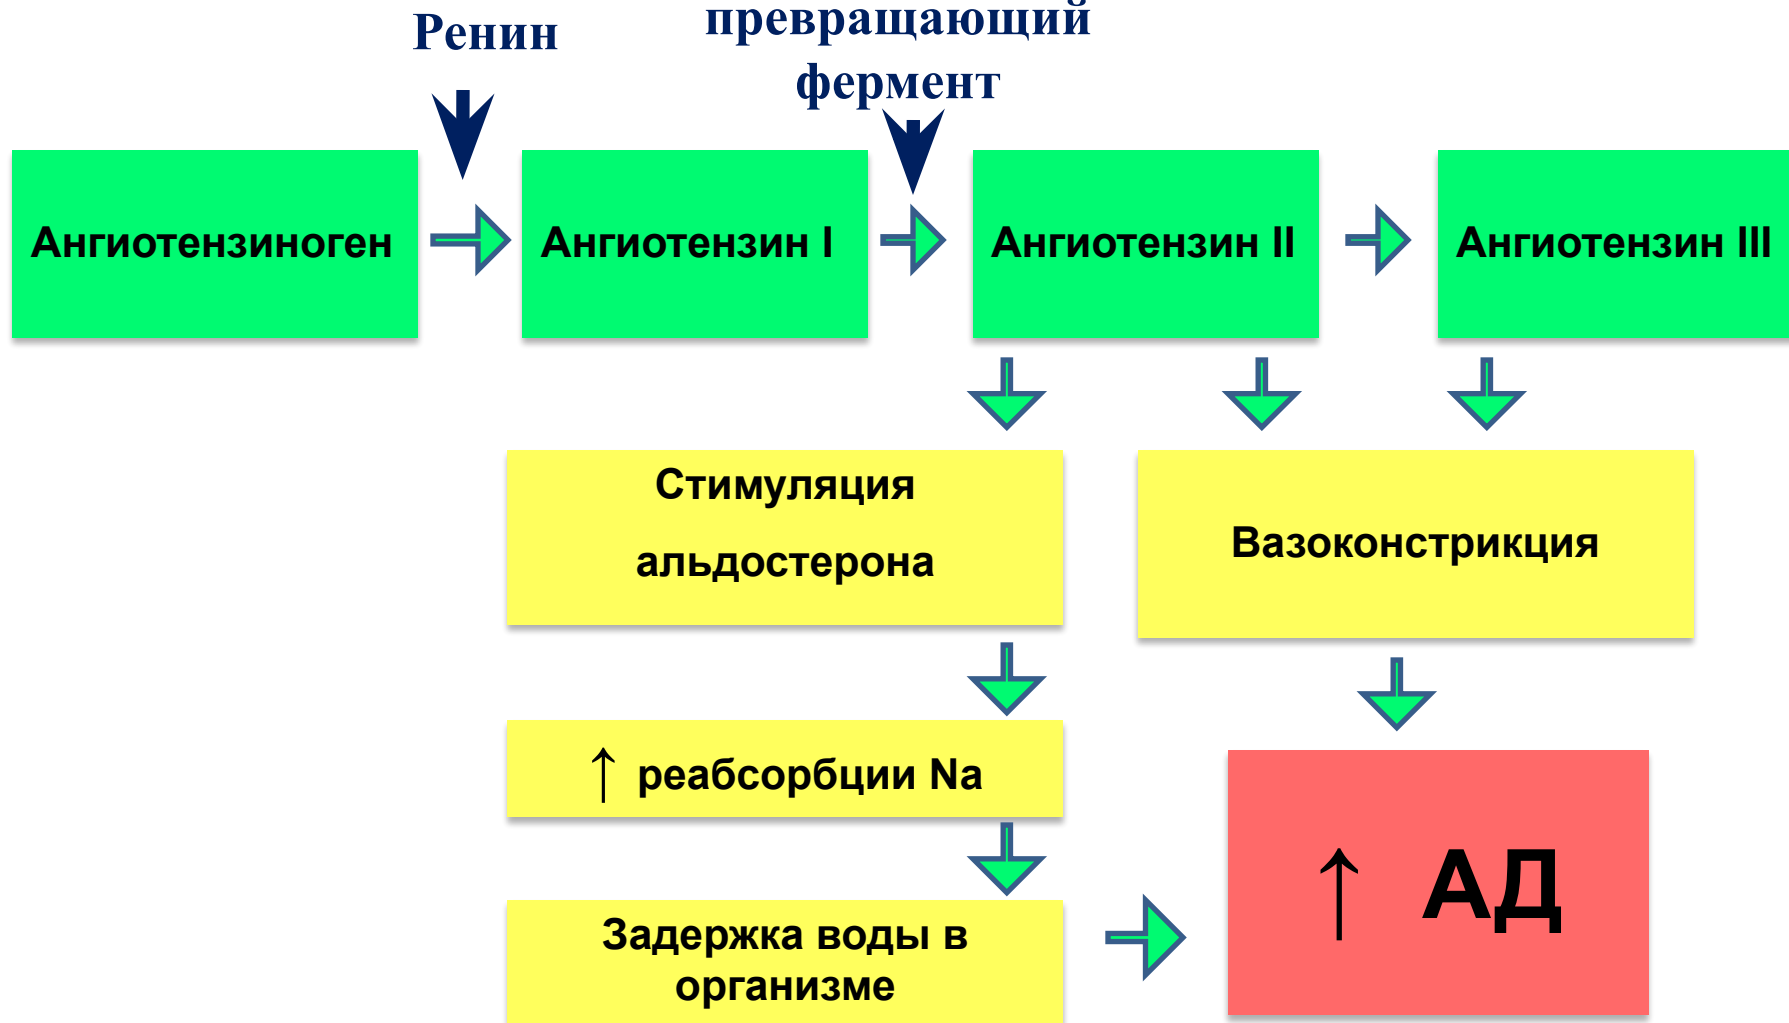 Ренин
превращающий
фермент
Ангиотензиноген
Ангиотензин I
Ангиотензин II
Ангиотензин III
Стимуляция
альдостерона
Вазоконстрикция
↑ реабсорбции Na
↑ АД
Задержка воды в
организме